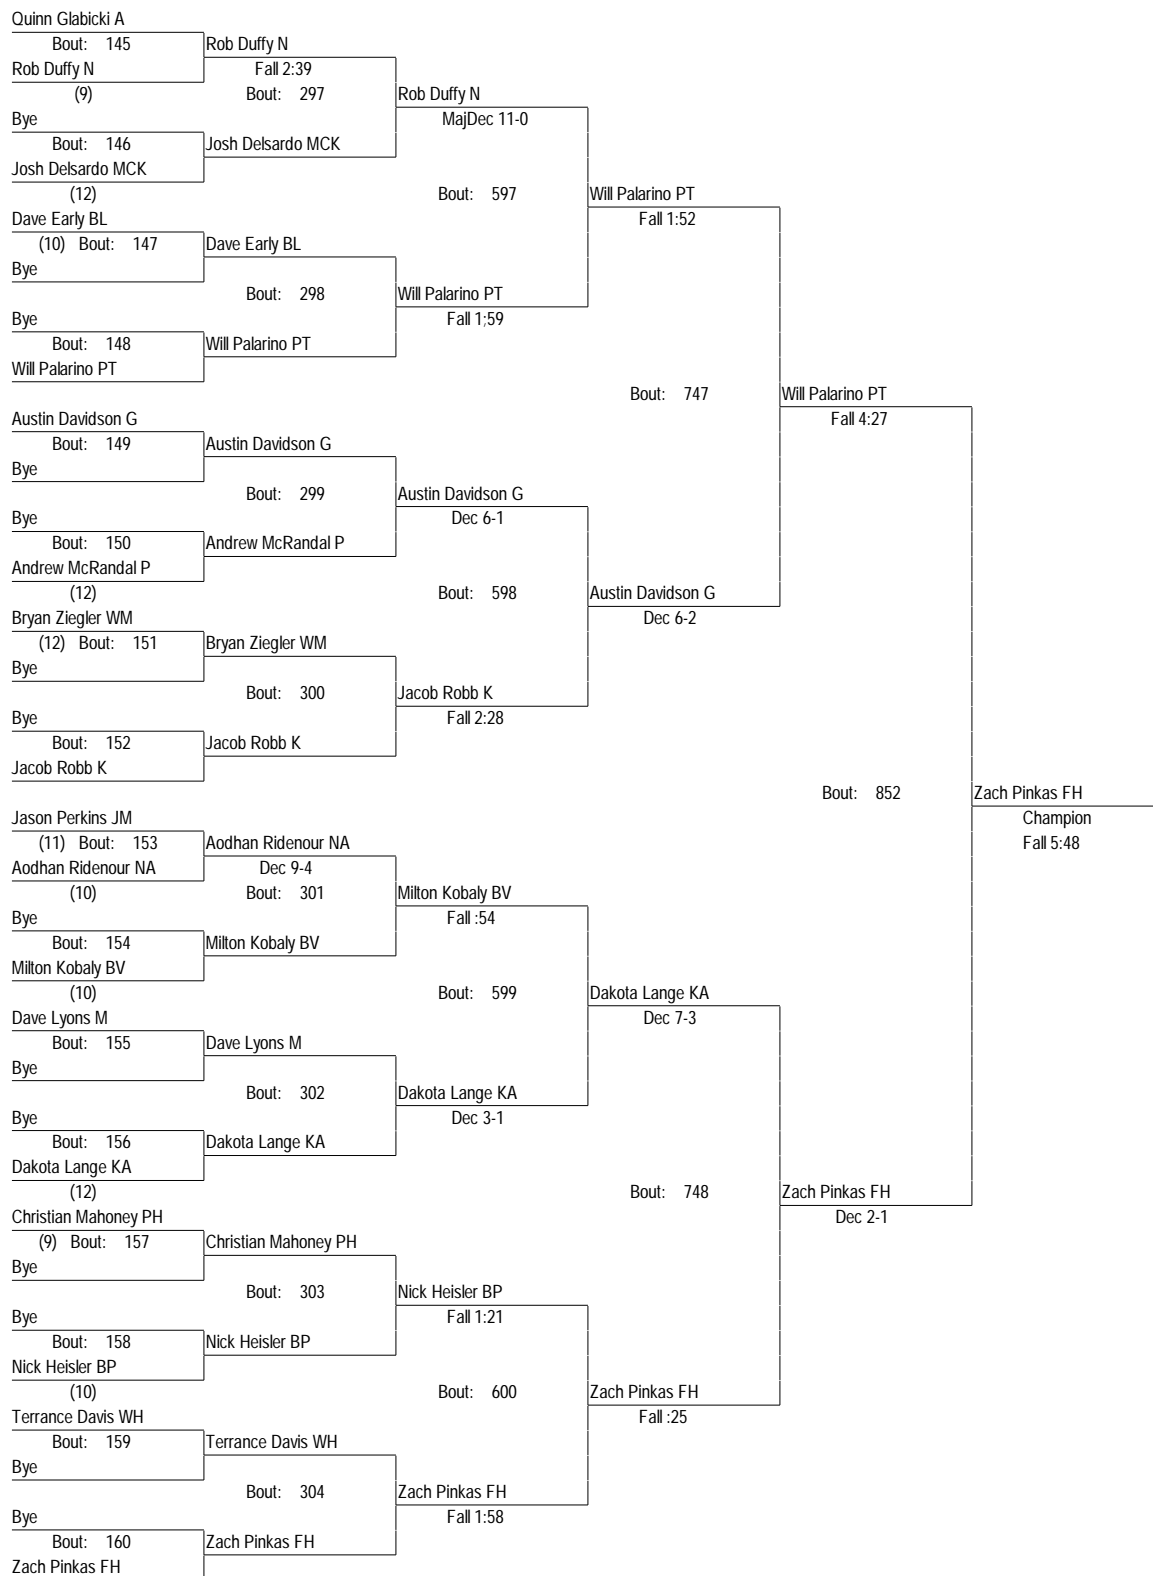 Quinn Glabicki A
Bout: 145 Rob Duffy N
Rob Duffy N Fall 2:39
(9) Bout: 297 Rob Duffy N
Bye MajDec 11-0
Bout: 146 Josh Delsardo MCK
Josh Delsardo MCK
(12) Bout: 597 Will Palarino PT
Dave Early BL Fall 1:52
(10) Bout: 147 Dave Early BL
Bye
Bout: 298 Will Palarino PT
Bye Fall 1;59
Bout: 148 Will Palarino PT
Will Palarino PT
Bout: 747 Will Palarino PT
Austin Davidson G Fall 4:27
Bout: 149 Austin Davidson G
Bye
Bout: 299 Austin Davidson G
Bye Dec 6-1
Bout: 150 Andrew McRandal P
Andrew McRandal P
(12) Bout: 598 Austin Davidson G
Bryan Ziegler WM Dec 6-2
(12) Bout: 151 Bryan Ziegler WM
Bye
Bout: 300 Jacob Robb K
Bye Fall 2:28
Bout: 152 Jacob Robb K
Jacob Robb K
Bout: 852 Zach Pinkas FH
Jason Perkins JM Champion
(11) Bout: 153 Aodhan Ridenour NA Fall 5:48
Aodhan Ridenour NA Dec 9-4
(10) Bout: 301 Milton Kobaly BV
Bye Fall :54
Bout: 154 Milton Kobaly BV
Milton Kobaly BV
(10) Bout: 599 Dakota Lange KA
Dave Lyons M Dec 7-3
Bout: 155 Dave Lyons M
Bye
Bout: 302 Dakota Lange KA
Bye Dec 3-1
Bout: 156 Dakota Lange KA
Dakota Lange KA
(12) Bout: 748 Zach Pinkas FH
Christian Mahoney PH Dec 2-1
(9) Bout: 157 Christian Mahoney PH
Bye
Bout: 303 Nick Heisler BP
Bye Fall 1:21
Bout: 158 Nick Heisler BP
Nick Heisler BP
(10) Bout: 600 Zach Pinkas FH
Terrance Davis WH Fall :25
Bout: 159 Terrance Davis WH
Bye
Bout: 304 Zach Pinkas FH
Bye Fall 1:58
Bout: 160 Zach Pinkas FH
Zach Pinkas FH